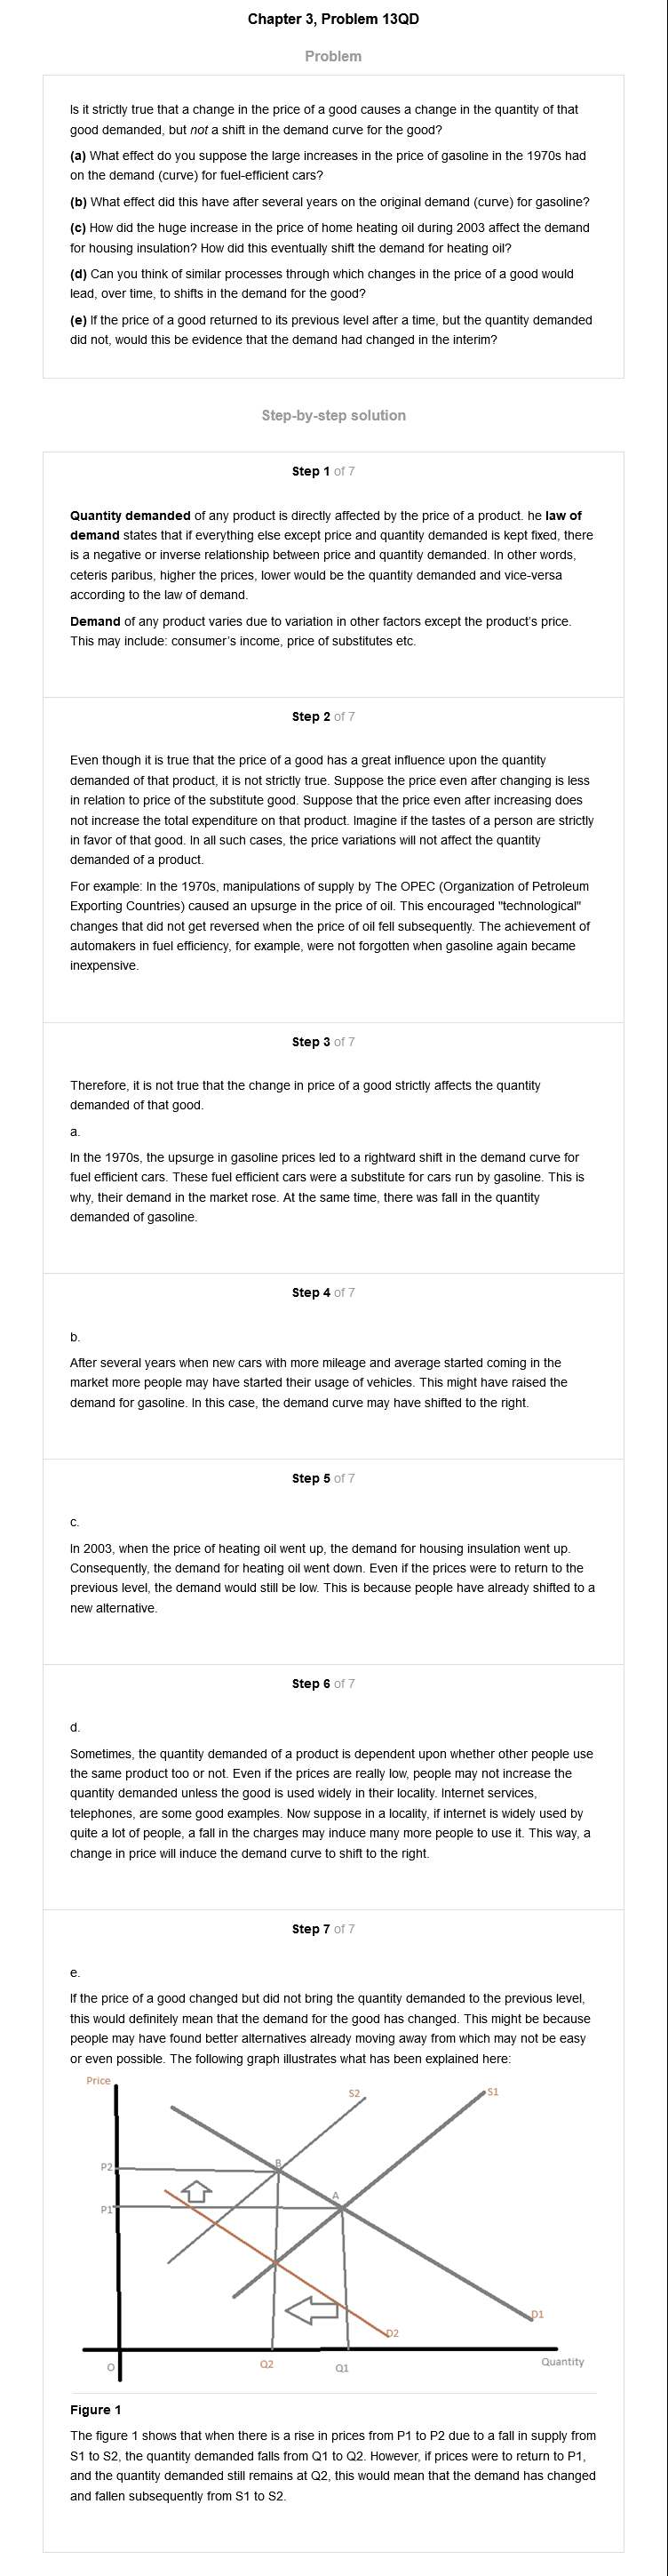 Chapter 3, Problem 13QD
Problem
Is it strictly true that a change in the price of a good causes a change in the quantity of that
good demanded, but not a shift in the demand curve for the good?
(a) What effect do you suppose the large increases in the price of gasoline in the 1970s had
on the demand (curve) for fuel-efficient cars?
(b) What effect did this have after several years on the original demand (curve) for gasoline?
(c) How did the huge increase in the price of home heating oil during 2003 affect the demand
for housing insulation? How did this eventually shift the demand for heating oil?
(d) Can you think of similar processes through which changes in the price of a good would
lead, over time, to shifts in the demand for the good?
(e) If the price of a good returned to its previous level after a time, but the quantity demanded
did not, would this be evidence that the demand had changed in the interim?
Step-by-step solution
Step 1 of 7
Quantity demanded of any product is directly affected by the price of a product. he law of
demand states that if everything else except price and quantity demanded is kept fixed, there
is a negative or inverse relationship between price and quantity demanded. In other words,
ceteris paribus, higher the prices, lower would be the quantity demanded and vice-versa
according to the law of demand.
Demand of any product varies due to variation in other factors except the product's price.
This may include: consumer's income, price of substitutes etc.
Step 2 of 7
Even though it is true that the price of a good has a great influence upon the quantity
demanded of that product, it is not strictly true. Suppose the price even after changing is less
in relation to price of the substitute good. Suppose that the price even after increasing does
not increase the total expenditure on that product. Imagine if the tastes of a person are strictly
in favor of that good. In all such cases, the price variations will not affect the quantity
demanded of a product.
For example: In the 1970s, manipulations of supply by The OPEC (Organization of Petroleum
Exporting Countries) caused an upsurge in the price of oil. This encouraged "technological"
changes that did not get reversed when the price of oil fell subsequently. The achievement of
automakers in fuel efficiency, for example, were not forgotten when gasoline again became
inexpensive.
Step 3 of 7
Therefore, it is not true that the change in price of a good strictly affects the quantity
demanded of that good.
a.
In the 1970s, the upsurge in gasoline prices led to a rightward shift in the demand curve for
fuel efficient cars. These fuel efficient cars were a substitute for cars run by gasoline. This is
why, their demand in the market rose. At the same time, there was fall in the quantity
demanded of gasoline.
Step 4 of 7
b.
After several years when new cars with more mileage and average started coming in the
market more people may have started their usage of vehicles. This might have raised the
demand for gasoline. In this case, the demand curve may have shifted to the right.
Step 5 of 7
c.
In 2003, when the price of heating oil went up, the demand for housing insulation went up.
Consequently, the demand for heating oil went down. Even if the prices were to return to the
previous level, the demand would still be low. This is because people have already shifted to a
new alternative.
Step 6 of 7
d.
Sometimes, the quantity demanded of a product is dependent upon whether other people use
the same product too or not. Even if the prices are really low, people may not increase the
quantity demanded unless the good is used widely in their locality. Internet services,
telephones, are some good examples. Now suppose in a locality, if internet is widely used by
quite a lot of people, a fall in the charges may induce many more people to use it. This way, a
change in price will induce the demand curve to shift to the right.
Step 7 of 7
e.
If the price of a good changed but did not bring the quantity demanded to the previous level,
this would definitely mean that the demand for the good has changed. This might be because
people may have found better alternatives already moving away from which may not be easy
or even possible. The following graph illustrates what has been explained here:
Price
S2
S1
P2
B
A
P1
D1
D2
O
Q2
Q1
Quantity
Figure 1
The figure 1 shows that when there is a rise in prices from P1 to P2 due to a fall in supply from
S1 to S2, the quantity demanded falls from Q1 to Q2. However, if prices were to return to P1,
and the quantity demanded still remains at Q2, this would mean that the demand has changed
and fallen subsequently from S1 to S2.